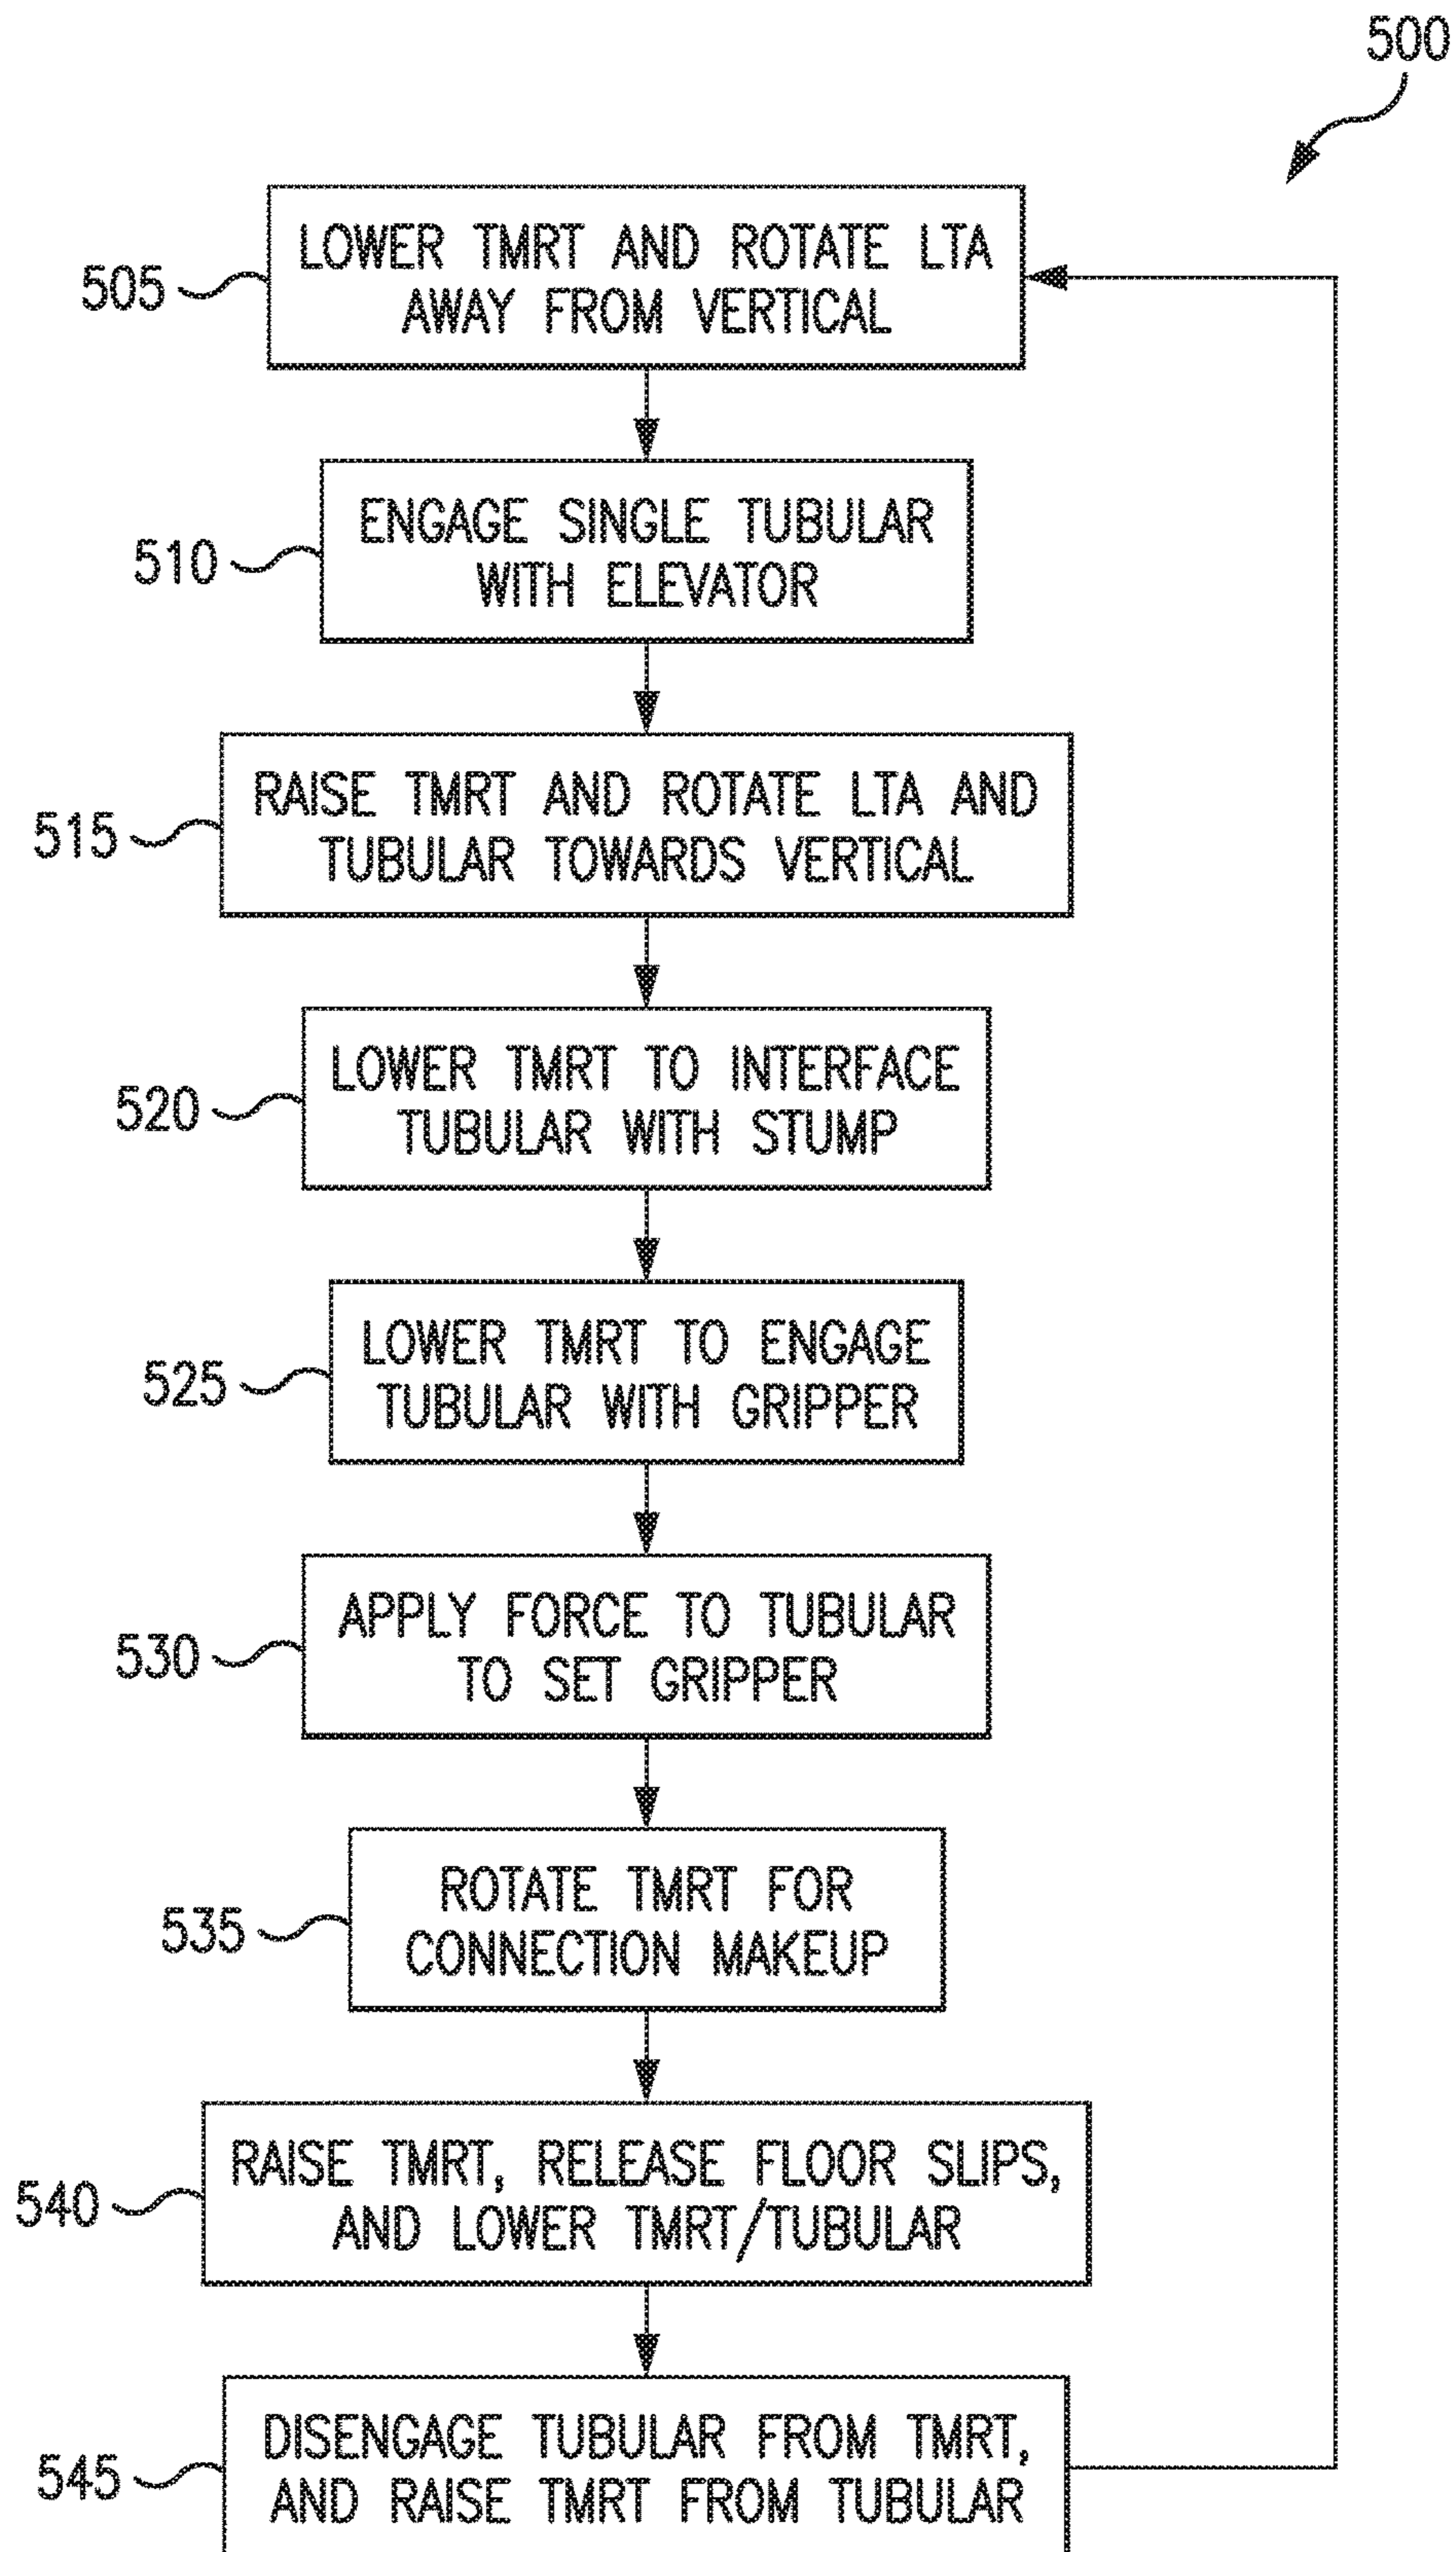 500
505
LOWER TMRT AND ROTATE LTA
AWAY FROM VERTICAL
510
ENGAGE SINGLE TUBULAR
WITH ELEVATOR
515
RAISE TMRT AND ROTATE LTA AND
TUBULAR TOWARDS VERTICAL
520
LOWER TMRT TO INTERFACE
TUBULAR WITH STUMP
525
LOWER TMRT TO ENGAGE
TUBULAR WITH GRIPPER
530
APPLY FORCE TO TUBULAR
TO SET GRIPPER
535
ROTATE TMRT FOR
CONNECTION MAKEUP
540
RAISE TMRT, RELEASE FLOOR SLIPS,
AND LOWER TMRT/TUBULAR
545
DISENGAGE TUBULAR FROM TMRT,
AND RAISE TMRT FROM TUBULAR